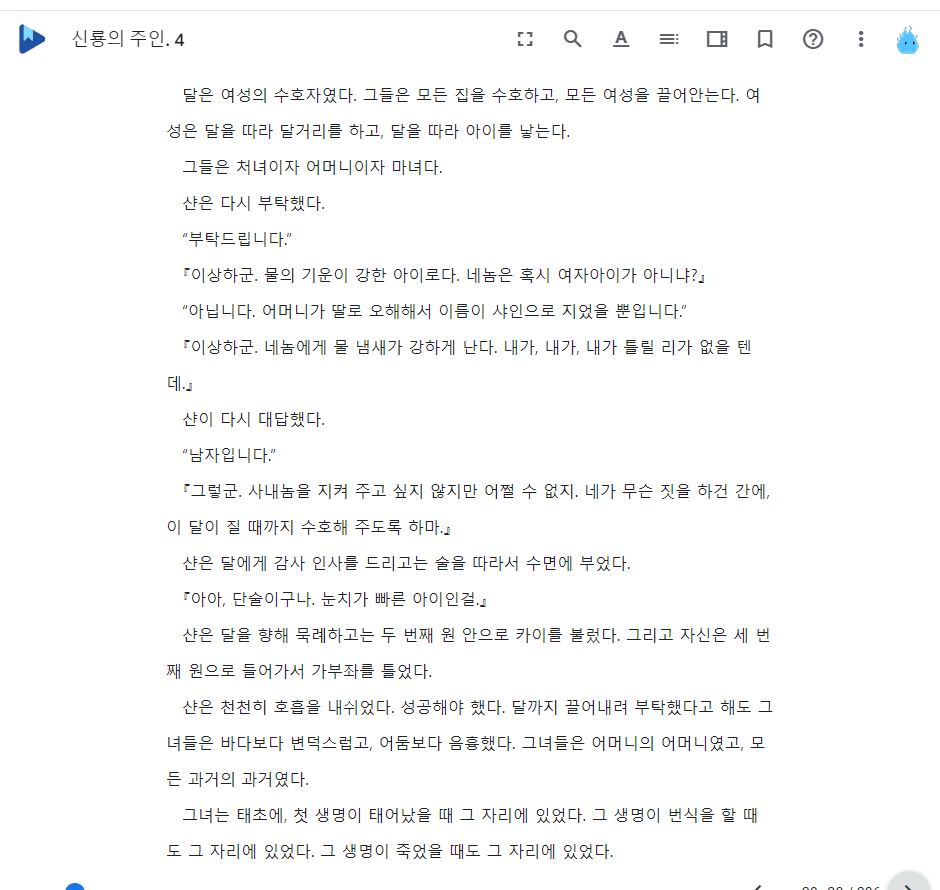 신룡의 주인. 4
달은 여성의 수호자였다. 그들은 모든 집을 수호하고, 모든 여성을 끌어안는다. 여
성은 달을 따라 달거리를 하고, 달을 따라 아이를 낳는다.
그들은 처녀이자 어머니이자 마녀다.
샨은 다시 부탁했다.
“부탁드립니다.”
『이상하군. 물의 기운이 강한 아이로다. 네놈은 혹시 여자아이가 아니냐?』
“아닙니다. 어머니가 딸로 오해해서 이름이 샤인으로 지었을 뿐입니다.”
『이상하군. 네놈에게 물 냄새가 강하게 난다. 내가, 내가, 내가 틀릴 리가 없을 텐
데.』
샨이 다시 대답했다.
“남자입니다.”
『그렇군. 사내놈을 지켜 주고 싶지 않지만 어쩔 수 없지. 네가 무슨 짓을 하건 간에,
이 달이 질 때까지 수호해 주도록 하마.』
샨은 달에게 감사 인사를 드리고는 술을 따라서 수면에 부었다.
『아아, 단술이구나. 눈치가 빠른 아이인걸.』
샨은 달을 향해 묵례하고는 두 번째 원 안으로 카이를 불렀다. 그리고 자신은 세 번
째 원으로 들어가서 가부좌를 틀었다.
샨은 천천히 호흡을 내쉬었다. 성공해야 했다. 달까지 끌어내려 부탁했다고 해도 그
녀들은 바다보다 변덕스럽고, 어둠보다 음흉했다. 그녀들은 어머니의 어머니였고, 모
든 과거의 과거였다.
그녀는 태초에, 첫 생명이 태어났을 때 그 자리에 있었다. 그 생명이 번식을 할 때
도 그 자리에 있었다. 그 생명이 죽었을 때도 그 자리에 있었다.